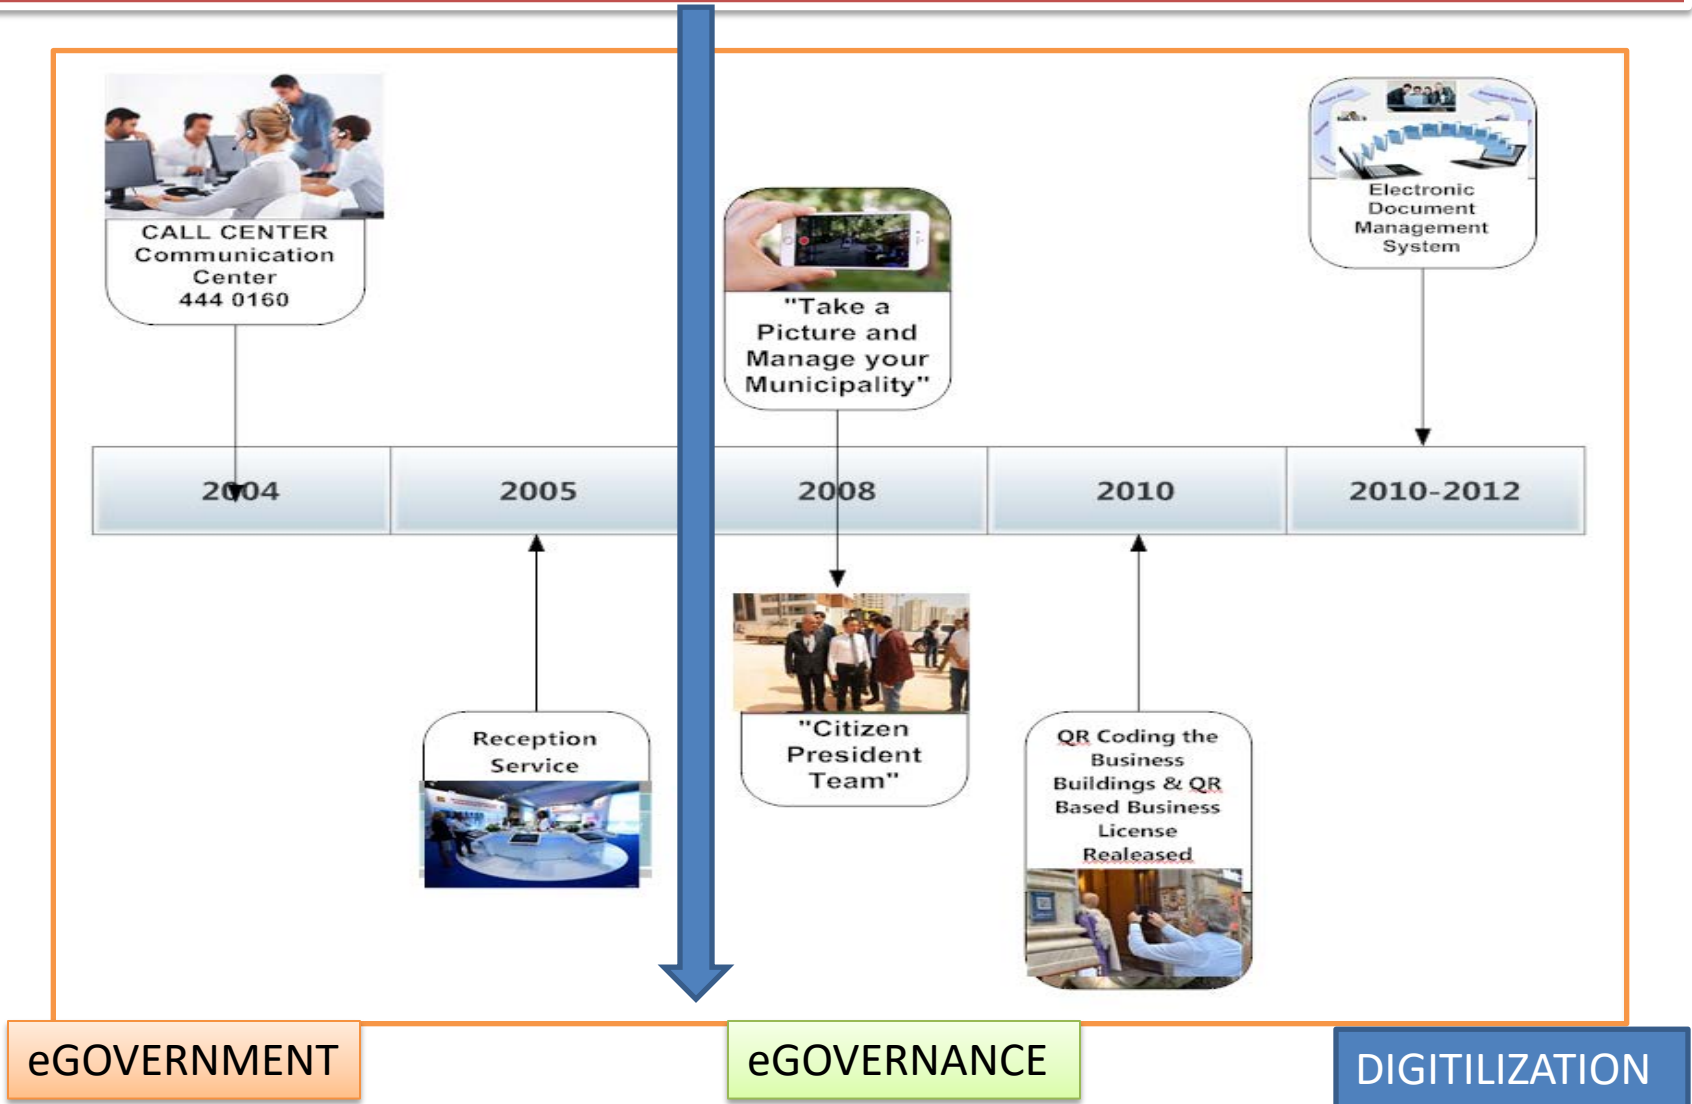 CALL CENTER
Communication
Center
444 0160
"Take a
Picture and
Manage your
Municipality"
Electronic
Document
Management
System
2004
2005
2008
2010
2010-2012
Reception
Service
"Citizen
President
Team"
QR Coding the
Business
Buildings & QR
Based Business
License
Realeased
eGOVERNMENT
eGOVERNANCE
DIGITILIZATION